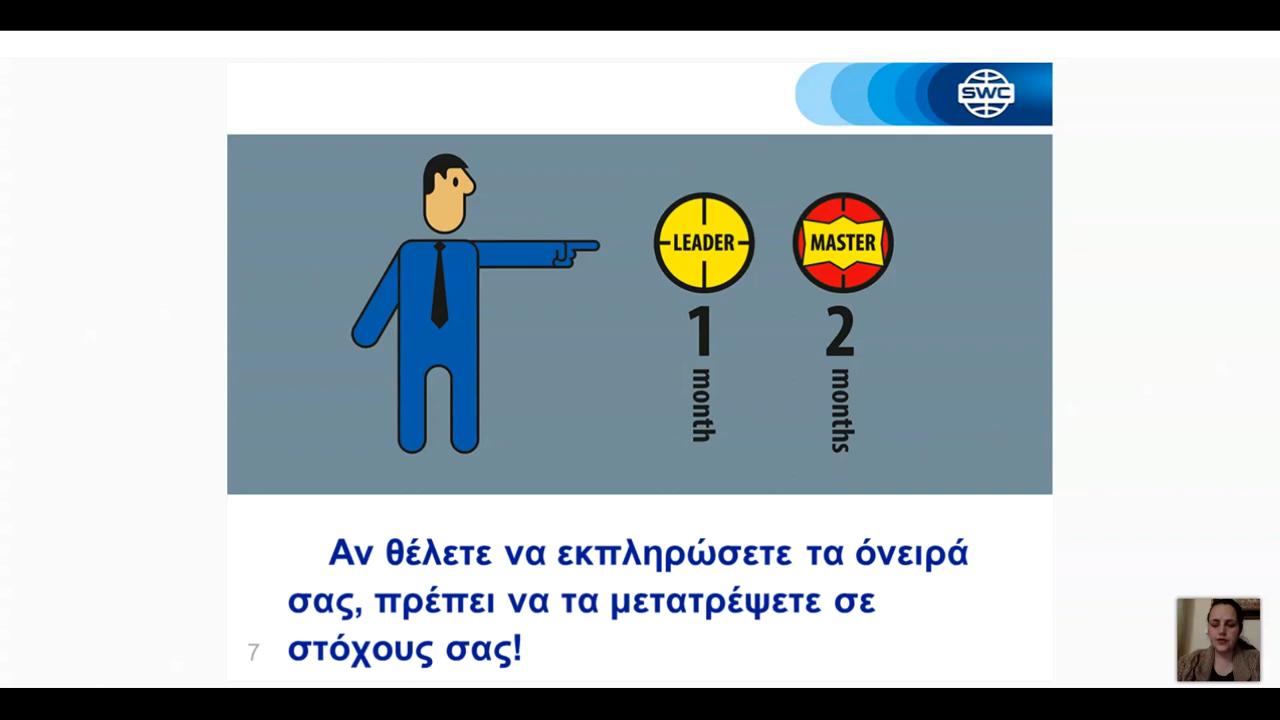 SWC
LEADER
MASTER
1
2
month
months
Αν θέλετε να εκπληρώσετε τα όνειρά
σας, πρέπει να τα μετατρέψετε σε
στόχους σας!
7